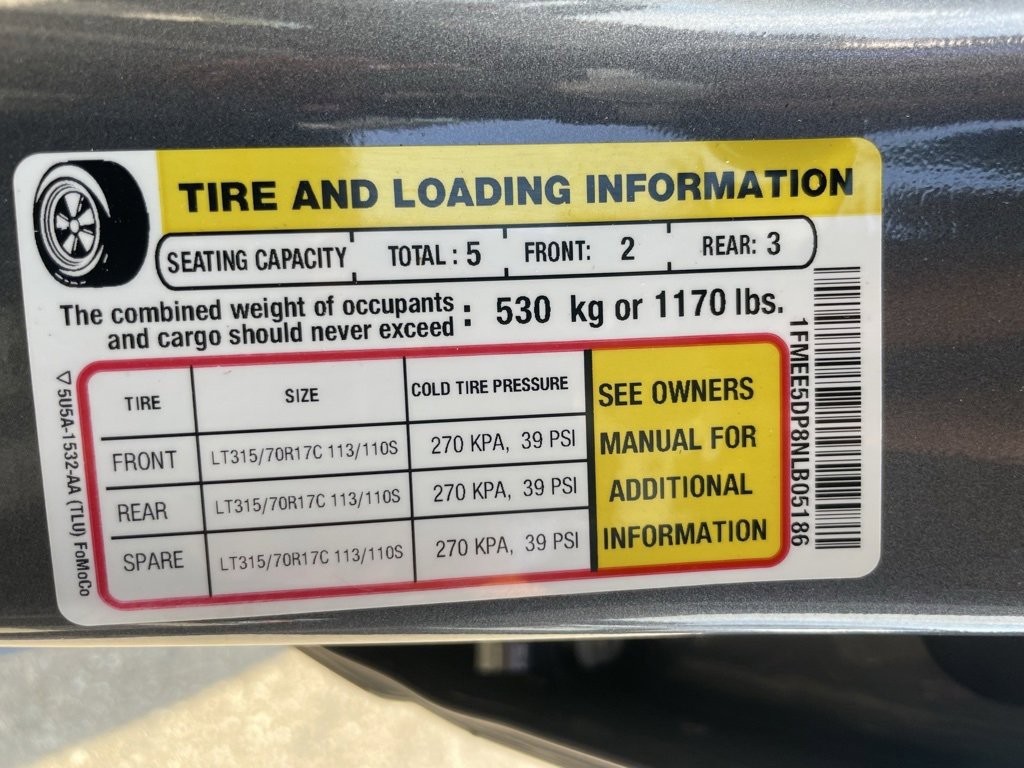 TIRE AND LOADING INFORMATION
SEATING CAPACITY TOTAL : 5 FRONT: 2 REAR: 3
The combined weight of occupants
and cargo should never exceed : 530 kg or 1170 lbs.
TIRE SIZE COLD TIRE PRESSURE
FRONT LT315/70R17C 113/110S 270 KPA, 39 PSI
REAR LT315/70R17C 113/110S 270 KPA, 39 PSI
SPARE LT315/70R17C 113/110S 270 KPA, 39 PSI
SEE OWNERS
MANUAL FOR
ADDITIONAL
INFORMATION
1FMEE5DP8NLB05186
▽ 5U5A-1532-AA (TLU) FoMoCo